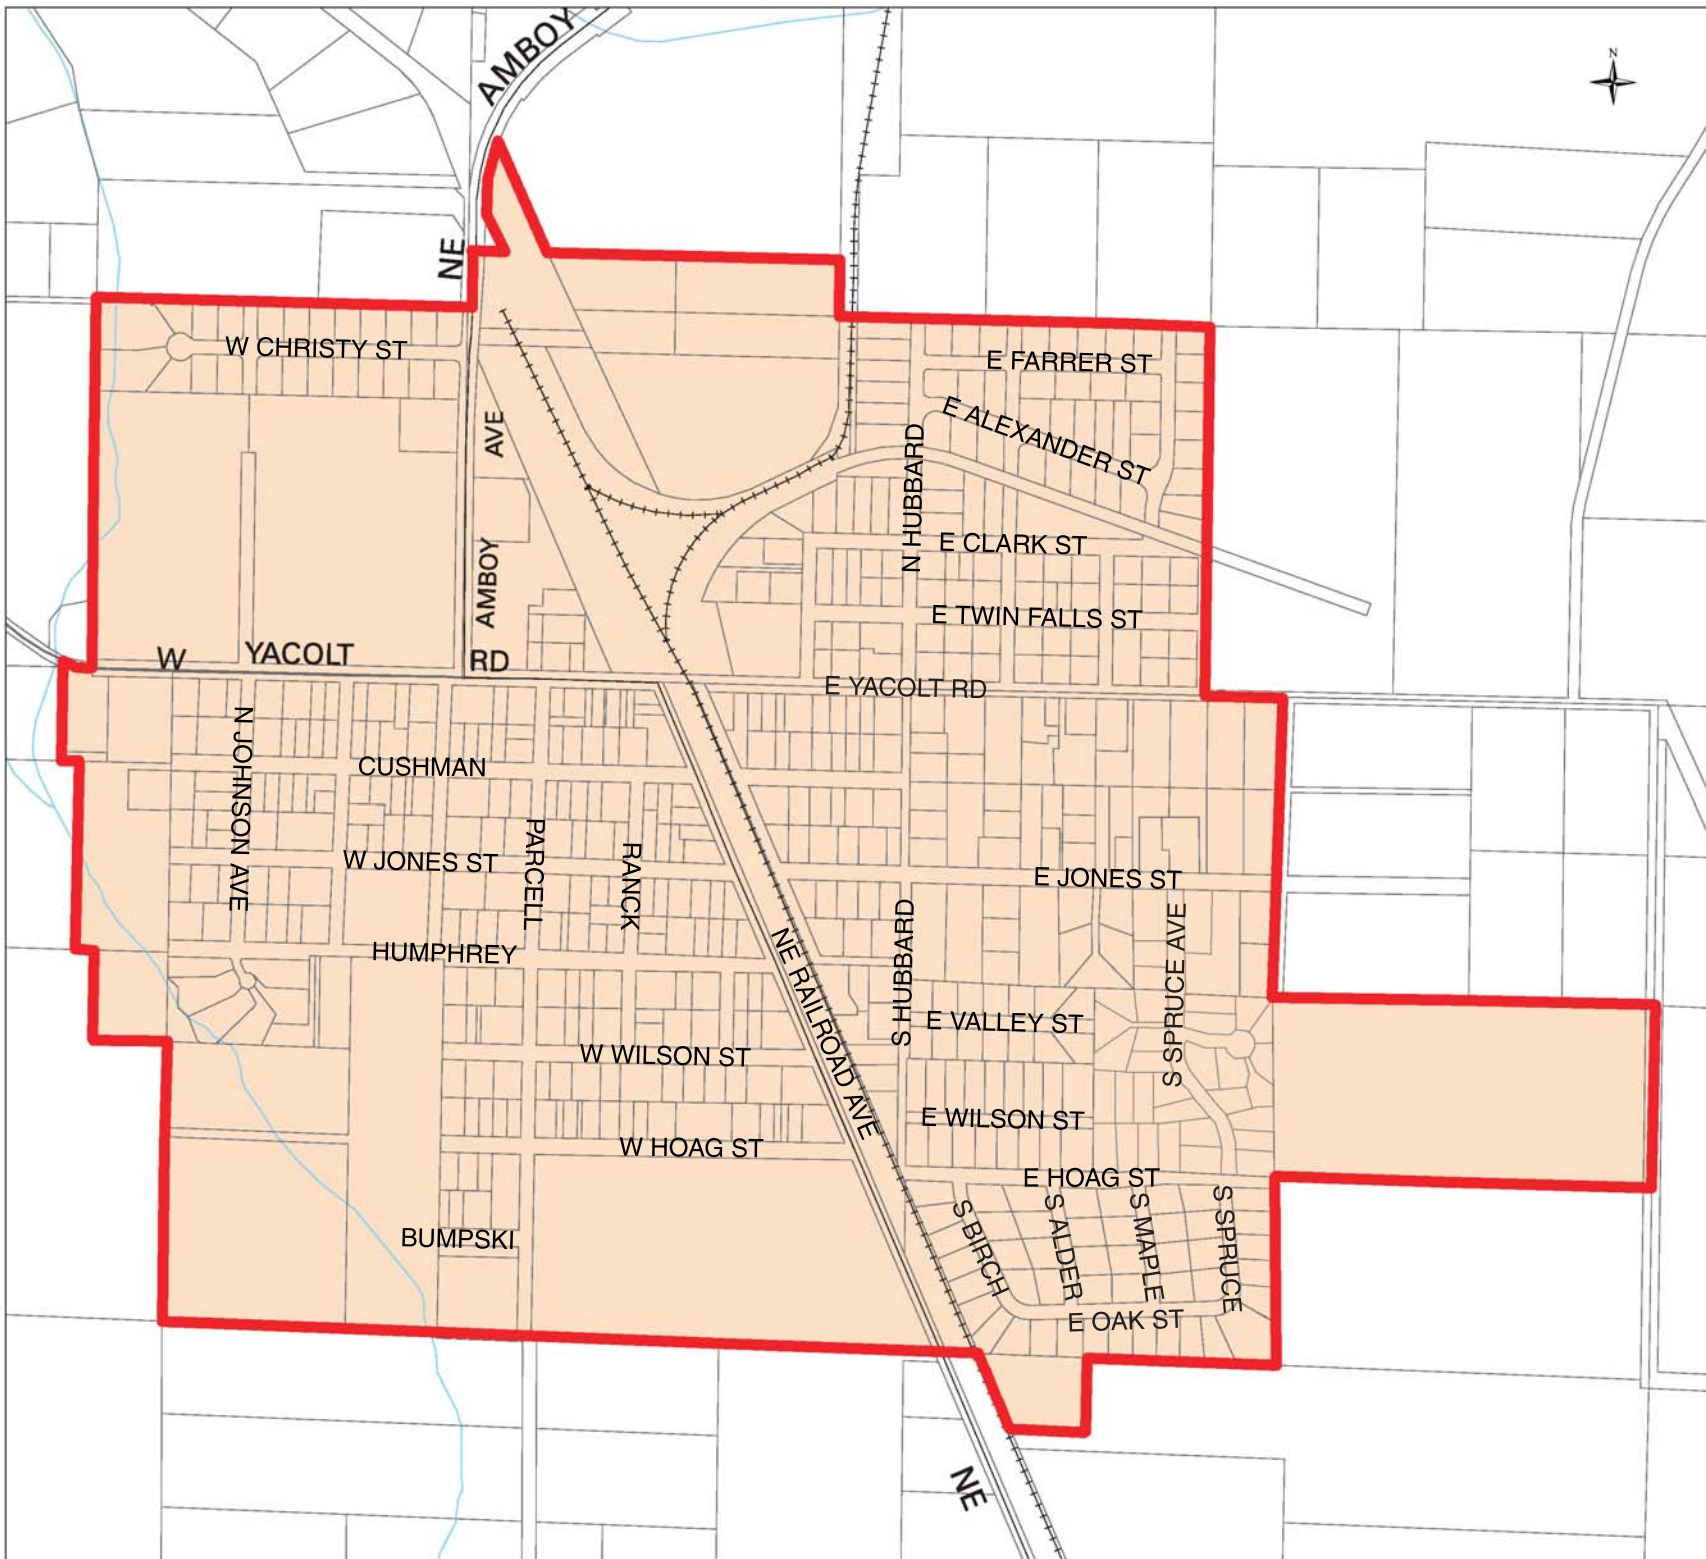 AMBOY
N
NE
W CHRISTY ST
E FARRER ST
E ALEXANDER ST
AVE
N HUBBARD
AMBOY
E CLARK ST
E TWIN FALLS ST
W YACOLT RD
E YACOLT RD
N JOHNSON AVE
CUSHMAN
PARCELL
RANCK
W JONES ST
E JONES ST
HUMPHREY
S HUBBARD
S SPRUCE AVE
NE RAILROAD AVE
E VALLEY ST
W WILSON ST
E WILSON ST
W HOAG ST
E HOAG ST
S BIRCH
S ALDER
S MAPLE
S SPRUCE
BUMPSKI
E OAK ST
NE